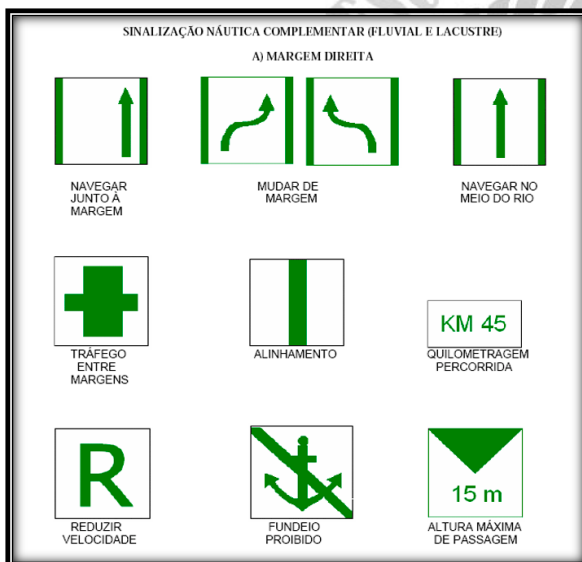 SINALIZAÇÃO NÁUTICA COMPLEMENTAR (FLUVIAL E LACUSTRE)
A) MARGEM DIREITA
NAVEGAR
JUNTO À
MARGEM
MUDAR DE
MARGEM
NAVEGAR NO
MEIO DO RIO
TRÁFEGO
ENTRE
MARGENS
ALINHAMENTO
KM 45
QUILOMETRAGEM
PERCORRIDA
R
REDUZIR
VELOCIDADE
FUNDEIO
PROIBIDO
15 m
ALTURA MÁXIMA
DE PASSAGEM